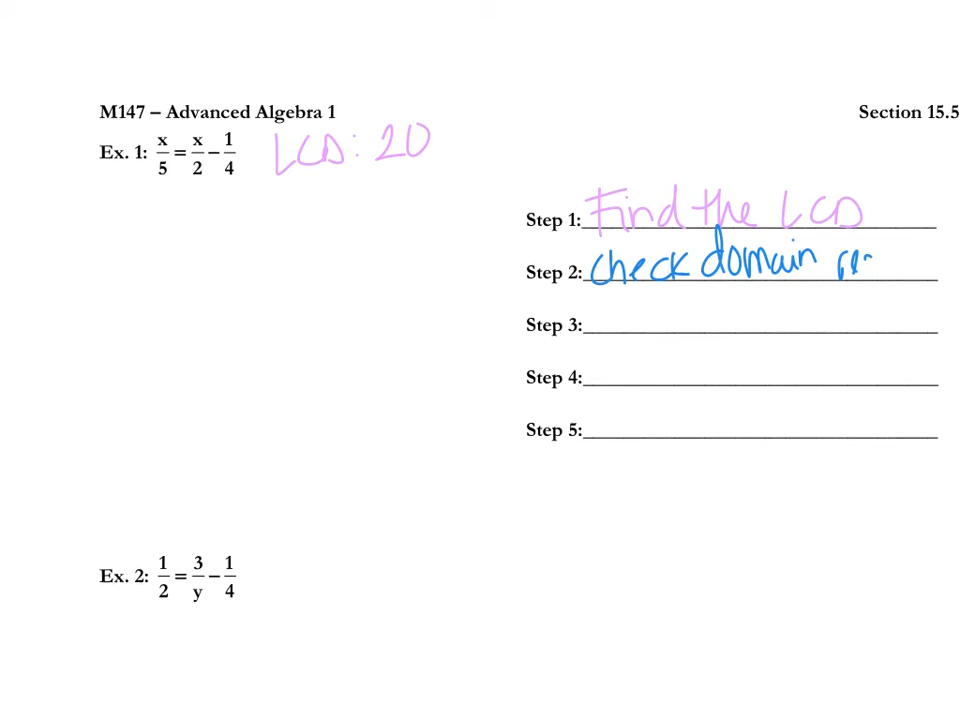 M147 – Advanced Algebra 1 Section 15.5
Ex. 1: x/5 = x/2 − 1/4 LCD: 20
Step 1: Find the LCD
Step 2: check domain
Step 3:
Step 4:
Step 5:
Ex. 2: 1/2 = 3/y − 1/4